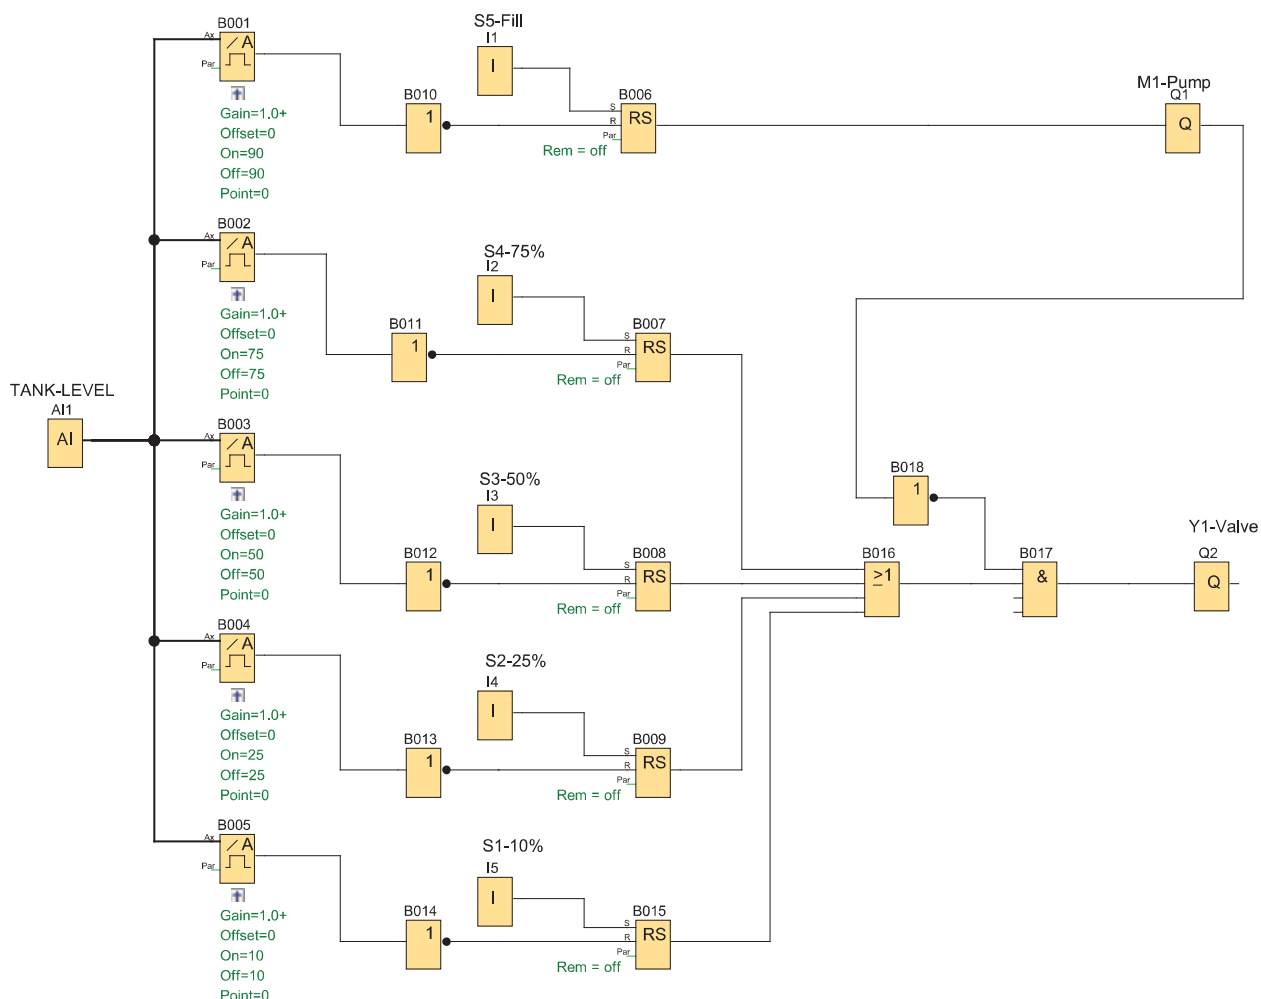 B001
Ax
A
Par
Gain=1.0+
Offset=0
On=90
Off=90
Point=0
B010
1
S5-Fill
I1
I
B006
S
R
Par
RS
Rem = off
M1-Pump
Q1
Q
B002
Ax
A
Par
Gain=1.0+
Offset=0
On=75
Off=75
Point=0
B011
1
S4-75%
I2
I
B007
S
R
Par
RS
Rem = off
TANK-LEVEL
AI1
AI
B003
Ax
A
Par
Gain=1.0+
Offset=0
On=50
Off=50
Point=0
B012
1
S3-50%
I3
I
B008
S
R
Par
RS
Rem = off
B018
1
B016
≥1
B017
&
Y1-Valve
Q2
Q
B004
Ax
A
Par
Gain=1.0+
Offset=0
On=25
Off=25
Point=0
B013
1
S2-25%
I4
I
B009
S
R
Par
RS
Rem = off
B005
Ax
A
Par
Gain=1.0+
Offset=0
On=10
Off=10
Point=0
B014
1
S1-10%
I5
I
B015
S
R
Par
RS
Rem = off